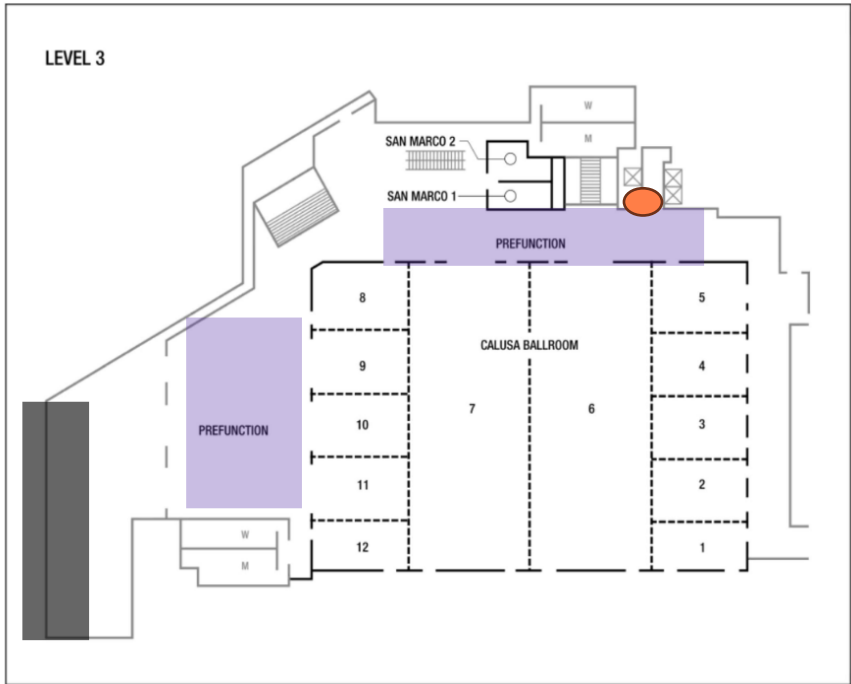 LEVEL 3
W
M
SAN MARCO 2
SAN MARCO 1
PREFUNCTION
8
5
CALUSA BALLROOM
9
4
7
6
10
3
PREFUNCTION
11
2
W
12
1
M